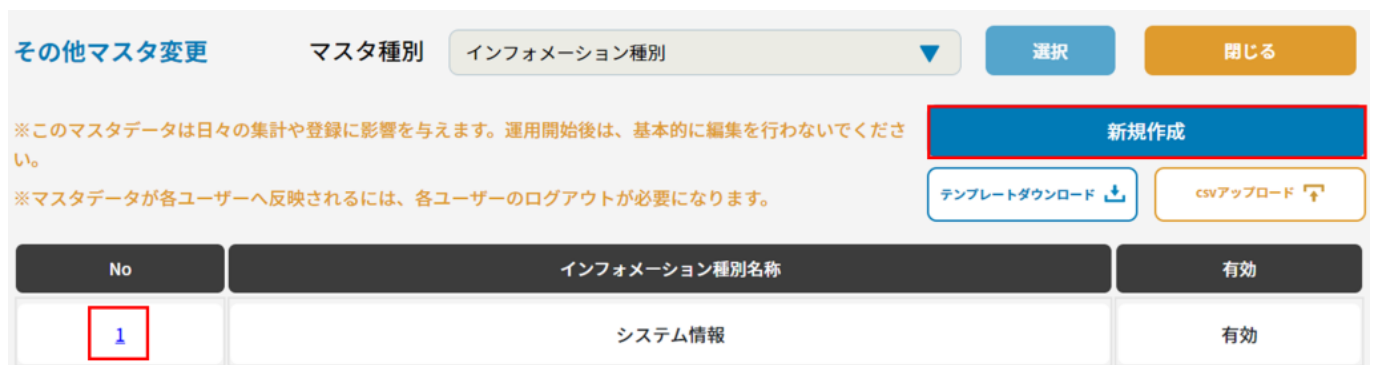 その他マスタ変更 マスタ種別 インフォメーション種別 選択 閉じる
※このマスタデータは日々の集計や登録に影響を与えます。運用開始後は、基本的に編集を行わないでくださ
い。
※マスタデータが各ユーザーへ反映されるには、各ユーザーのログアウトが必要になります。
新規作成
テンプレートダウンロード csvアップロード
No インフォメーション種別名称 有効
1 システム情報 有効